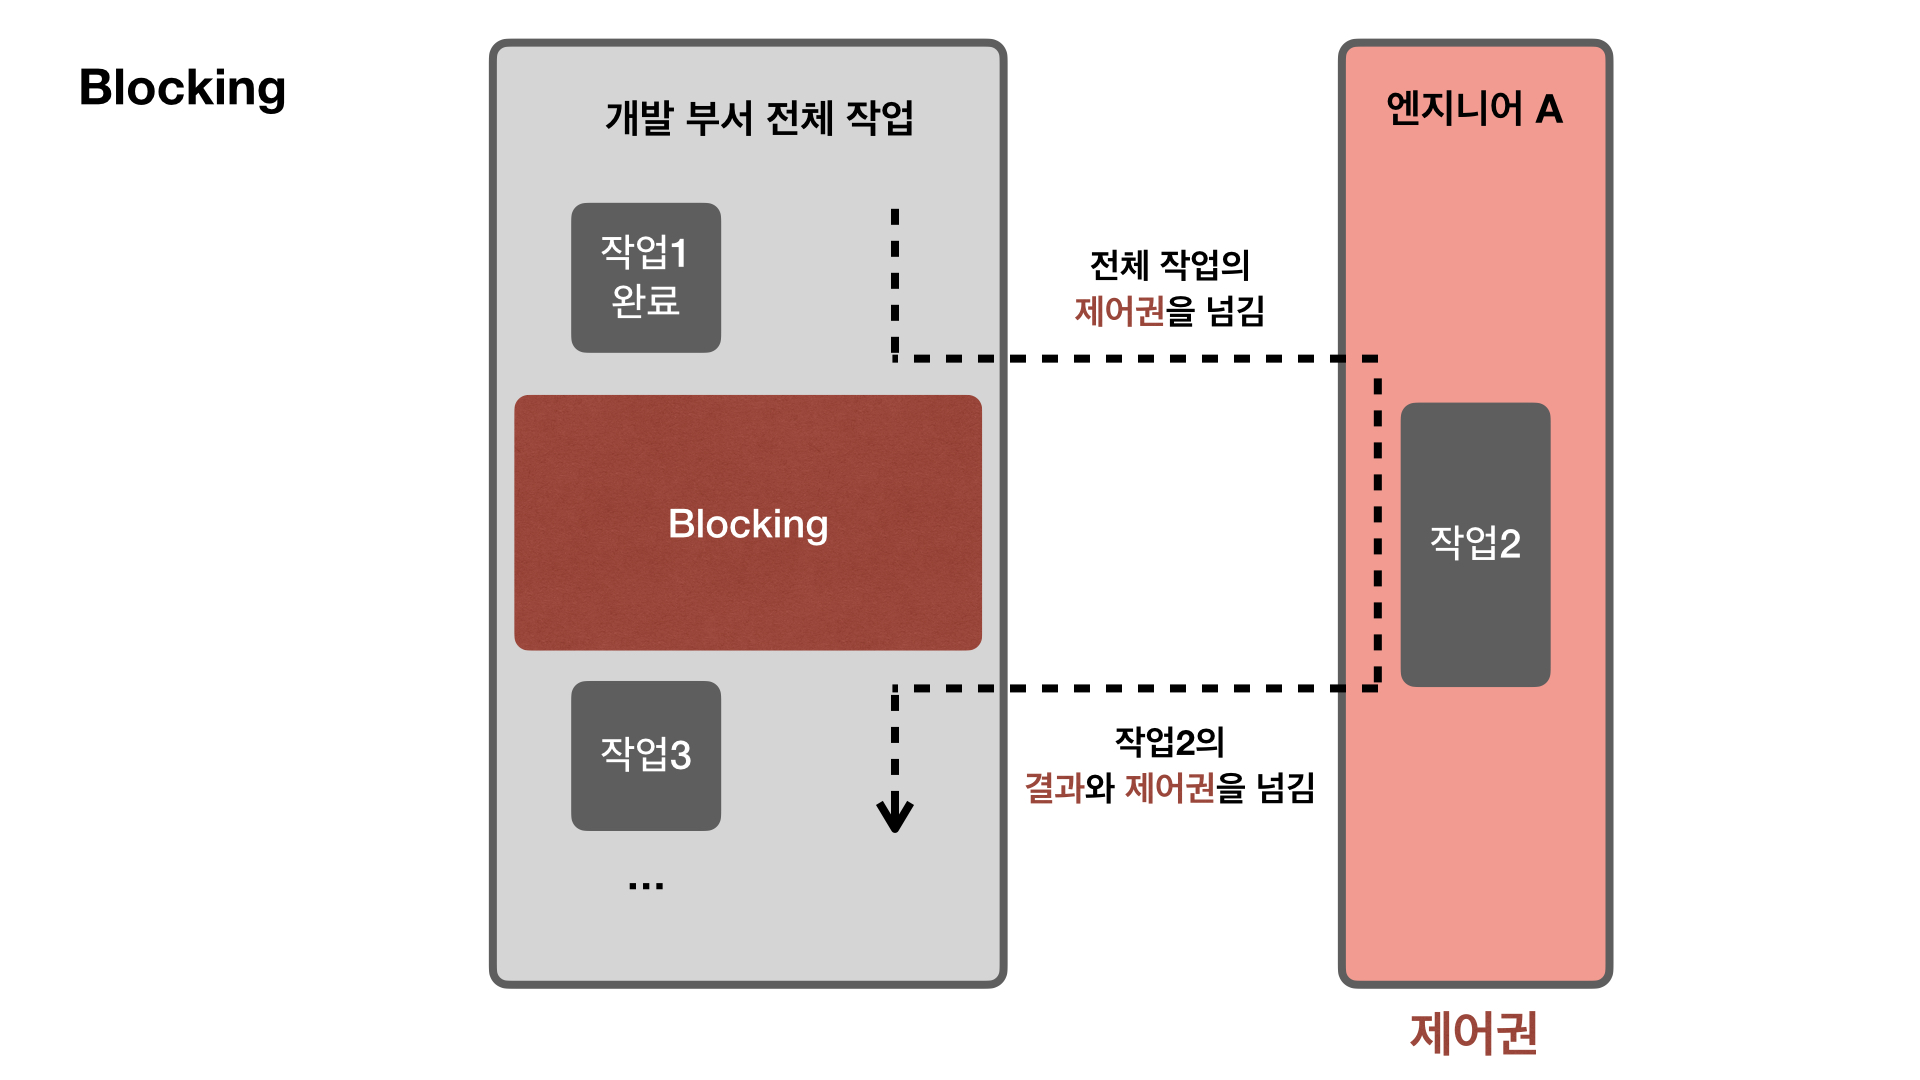 Blocking
개발 부서 전체 작업
엔지니어 A
작업1
완료
전체 작업의
제어권을 넘김
Blocking
작업2
작업3
작업2의
결과와 제어권을 넘김
...
제어권